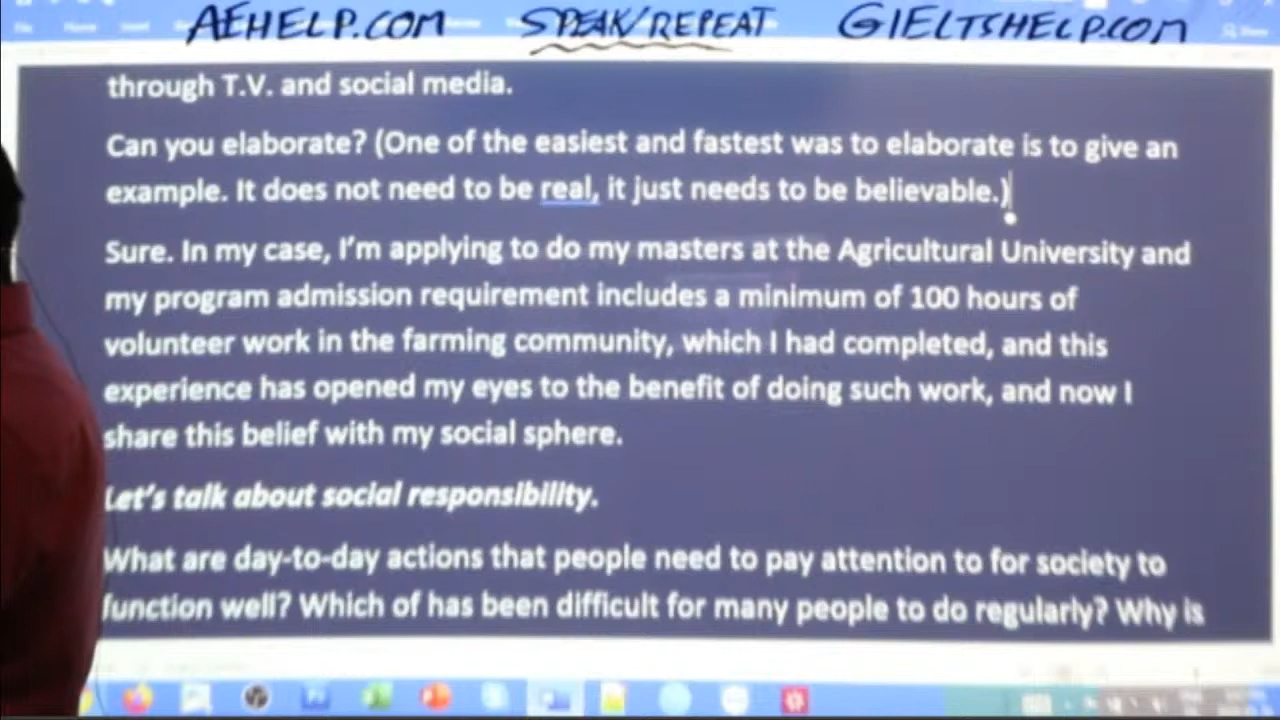 AEHELP.COM SPEAK/REPEAT GIELTSHELP.COM
through T.V. and social media.
Can you elaborate? (One of the easiest and fastest was to elaborate is to give an
example. It does not need to be real, it just needs to be believable.)
Sure. In my case, I'm applying to do my masters at the Agricultural University and
my program admission requirement includes a minimum of 100 hours of
volunteer work in the farming community, which I had completed, and this
experience has opened my eyes to the benefit of doing such work, and now I
share this belief with my social sphere.
Let's talk about social responsibility.
What are day-to-day actions that people need to pay attention to for society to
function well? Which of has been difficult for many people to do regularly? Why is